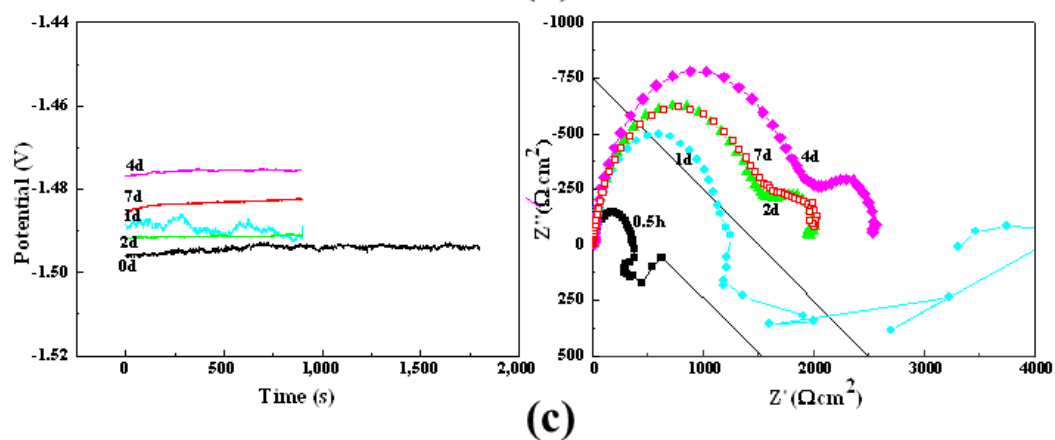 -1.44
-1.46
-1.48
-1.50
-1.52
Potential (V)
4d
7d
1d
2d
0d
0
500
1,000
1,500
2,000
Time (s)
-1000
-750
-500
-250
0
250
500
Z''(Ωcm²)
0.5h
1d
7d
2d
4d
0
1000
2000
3000
4000
Z'(Ωcm²)
(c)